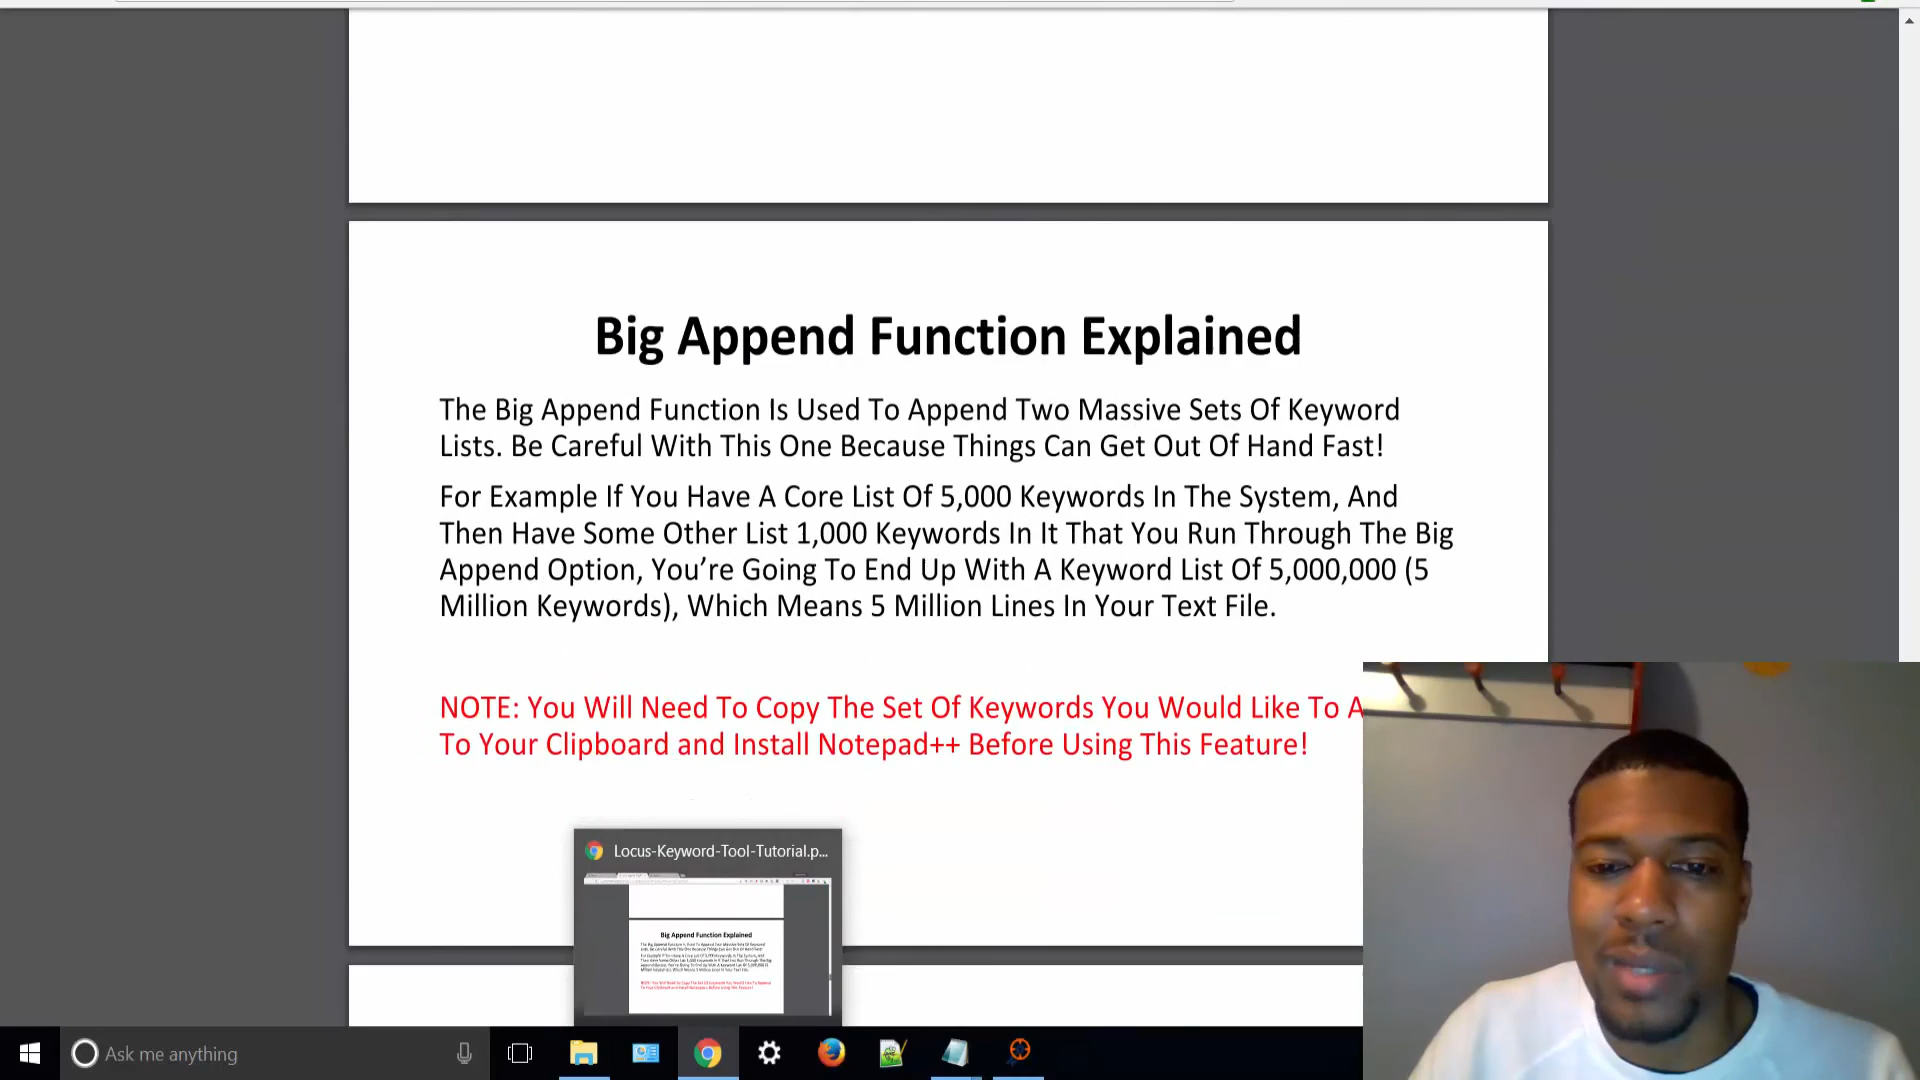 Big Append Function Explained
The Big Append Function Is Used To Append Two Massive Sets Of Keyword
Lists. Be Careful With This One Because Things Can Get Out Of Hand Fast!
For Example If You Have A Core List Of 5,000 Keywords In The System, And
Then Have Some Other List 1,000 Keywords In It That You Run Through The Big
Append Option, You’re Going To End Up With A Keyword List Of 5,000,000 (5
Million Keywords), Which Means 5 Million Lines In Your Text File.
NOTE: You Will Need To Copy The Set Of Keywords You Would Like To A
To Your Clipboard and Install Notepad++ Before Using This Feature!
Locus-Keyword-Tool-Tutorial.p...
Big Append Function Explained
Ask me anything